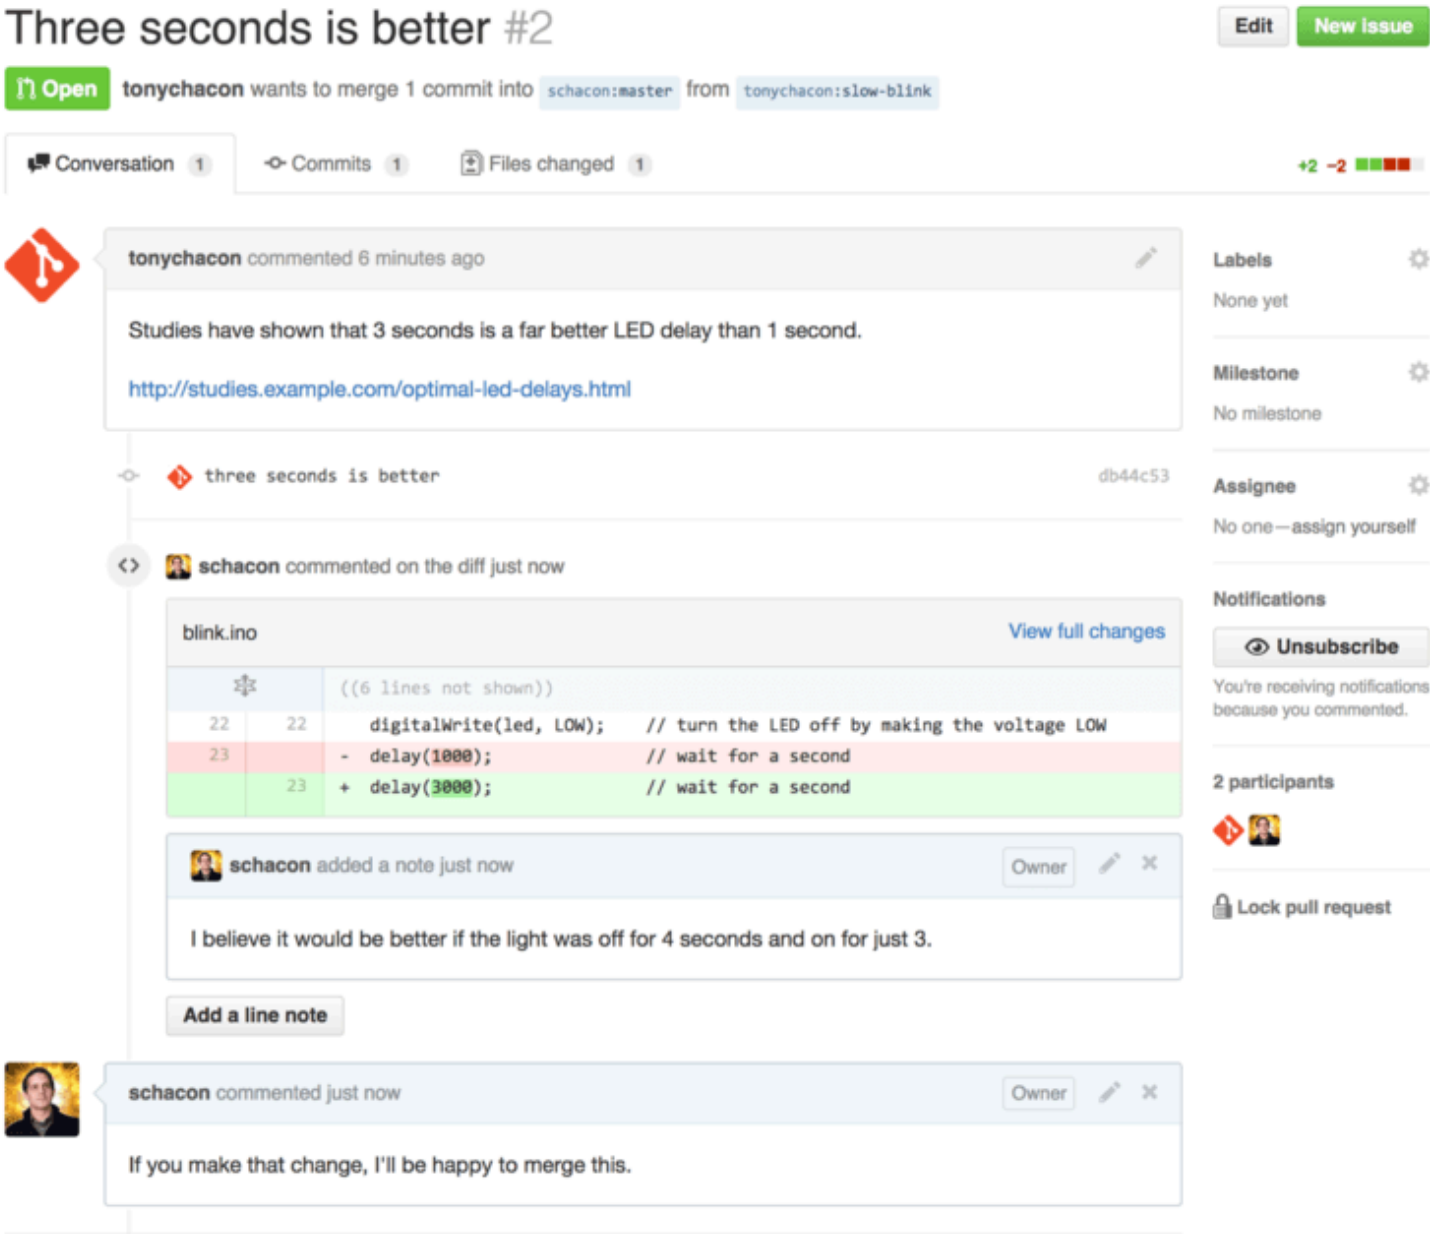 Three seconds is better #2
Edit
New issue
Open
tonychacon wants to merge 1 commit into schacon:master from tonychacon:slow-blink
Conversation 1
Commits 1
Files changed 1
+2 −2
tonychacon commented 6 minutes ago
Studies have shown that 3 seconds is a far better LED delay than 1 second.
http://studies.example.com/optimal-led-delays.html
three seconds is better db44c53
schacon commented on the diff just now
blink.ino View full changes
((6 lines not shown))
22 22 digitalWrite(led, LOW); // turn the LED off by making the voltage LOW
23 - delay(1000); // wait for a second
23 + delay(3000); // wait for a second
schacon added a note just now Owner
I believe it would be better if the light was off for 4 seconds and on for just 3.
Add a line note
schacon commented just now Owner
If you make that change, I'll be happy to merge this.
Labels
None yet
Milestone
No milestone
Assignee
No one—assign yourself
Notifications
Unsubscribe
You're receiving notifications
because you commented.
2 participants
Lock pull request